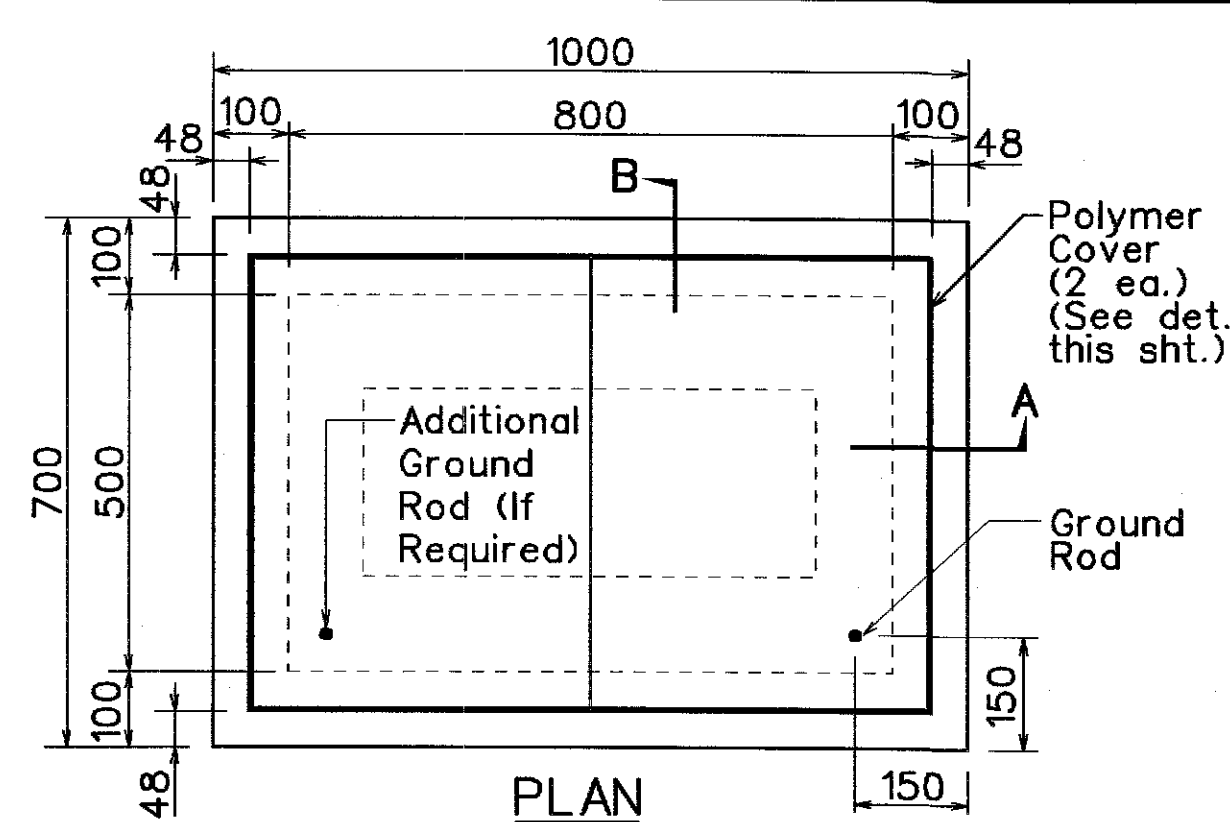 1000
100
800
100
48
48
48
B
Polymer
Cover
(2 ea.)
(See det.
this sht.)
100
A
Additional
Ground
Rod (If
Required)
700
500
Ground
Rod
100
150
48
150
PLAN